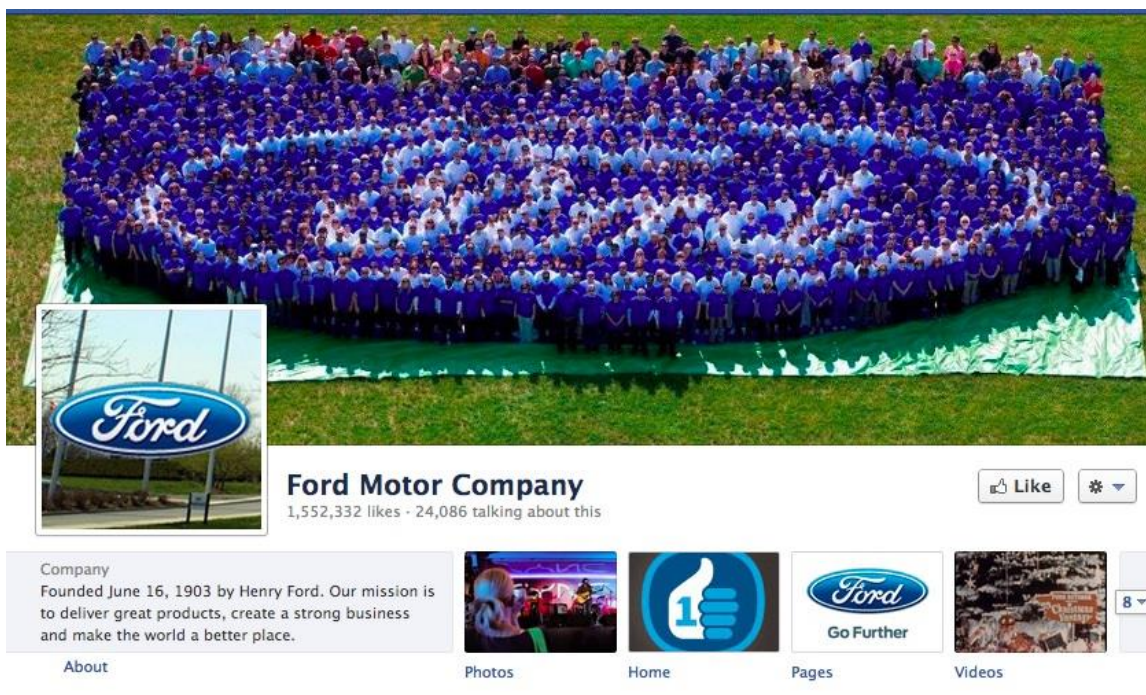 Ford
Ford Motor Company
1,552,332 likes · 24,086 talking about this
Like
Company
Founded June 16, 1903 by Henry Ford. Our mission is
to deliver great products, create a strong business
and make the world a better place.
About
1
Ford
Go Further
8
Photos
Home
Pages
Videos